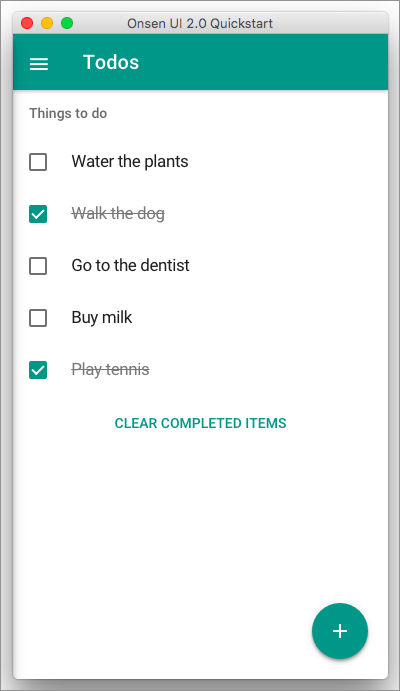 Onsen UI 2.0 Quickstart
Todos
Things to do
Water the plants
Walk the dog
Go to the dentist
Buy milk
Play tennis
CLEAR COMPLETED ITEMS